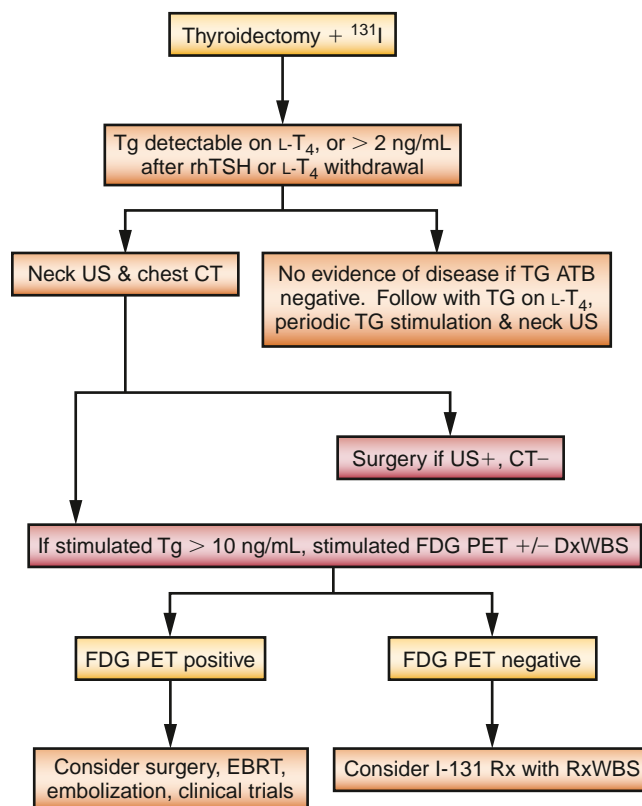 Thyroidectomy + ¹³¹I
Tg detectable on L-T₄, or > 2 ng/mL
after rhTSH or L-T₄ withdrawal
Neck US & chest CT
No evidence of disease if TG ATB
negative. Follow with TG on L-T₄,
periodic TG stimulation & neck US
Surgery if US+, CT−
If stimulated Tg > 10 ng/mL, stimulated FDG PET +/− DxWBS
FDG PET positive
FDG PET negative
Consider surgery, EBRT,
embolization, clinical trials
Consider I-131 Rx with RxWBS